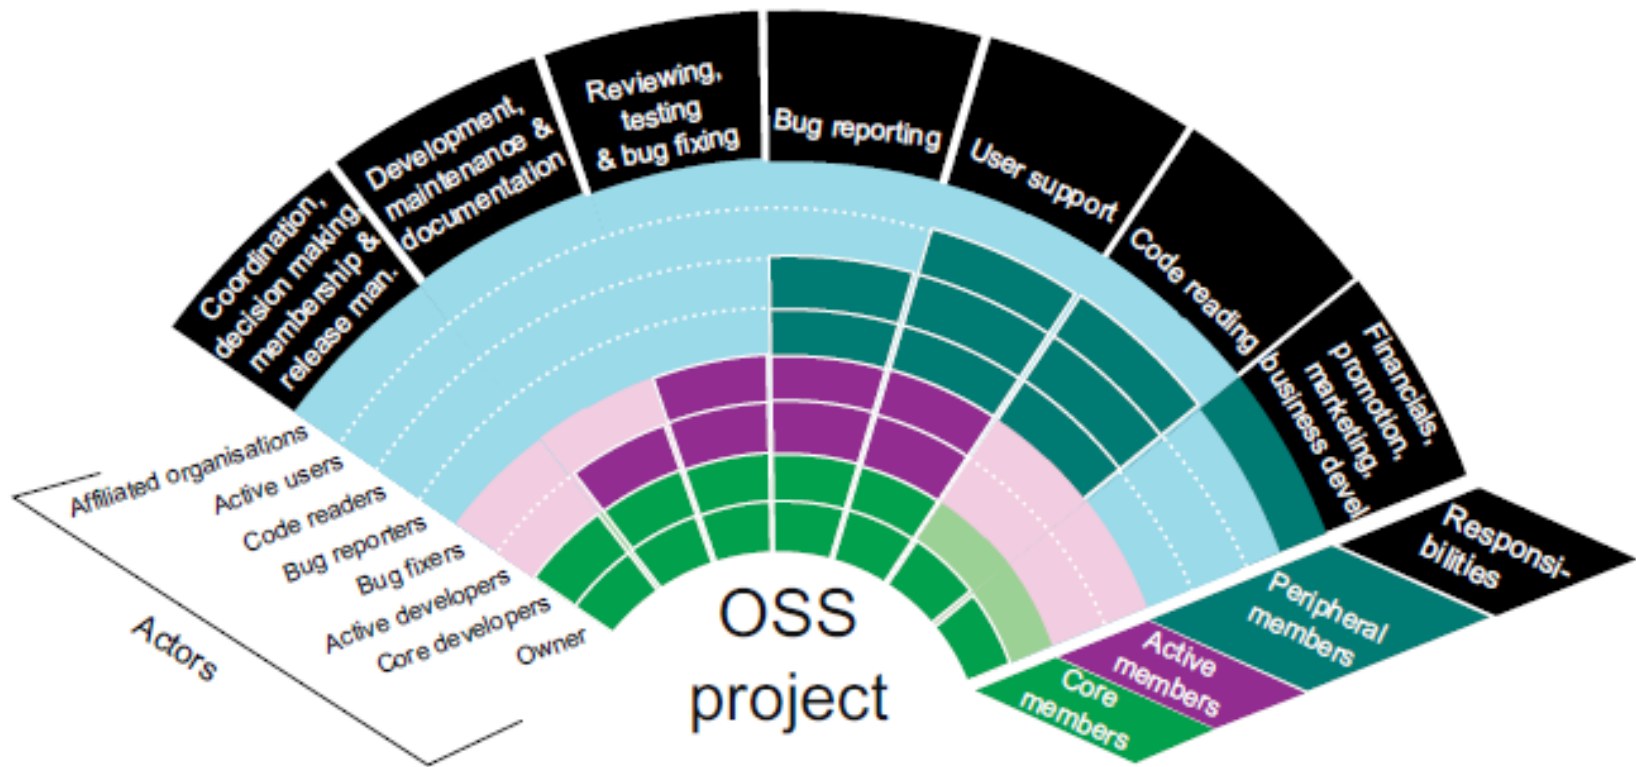 Coordination,
decision making,
membership &
release man.
Development,
maintenance &
documentation
Reviewing,
testing
& bug fixing
Bug reporting
User support
Code reading
Financials,
promotion,
marketing,
business devel
Affiliated organisations
Active users
Code readers
Bug reporters
Bug fixers
Active developers
Core developers
Owner
Actors
OSS
project
Responsi-
bilities
Peripheral
members
Active
members
Core
members